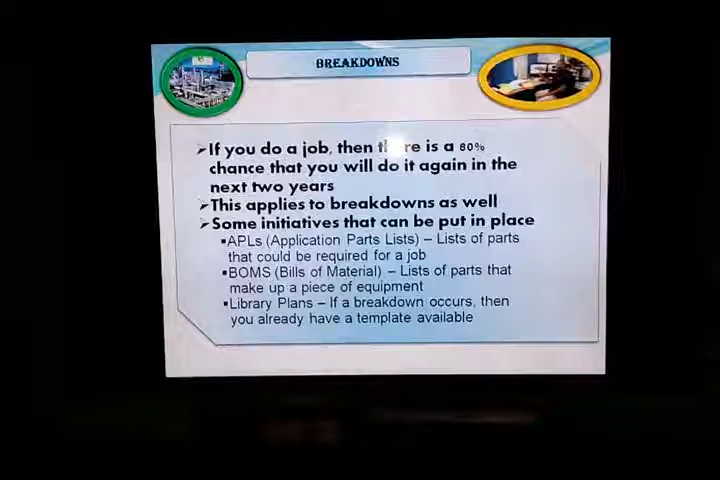 BREAKDOWNS
➢If you do a job, then there is a 80%
chance that you will do it again in the
next two years
➢This applies to breakdowns as well
➢Some initiatives that can be put in place
▪APLs (Application Parts Lists) – Lists of parts
that could be required for a job
▪BOMS (Bills of Material) – Lists of parts that
make up a piece of equipment
▪Library Plans – If a breakdown occurs, then
you already have a template available